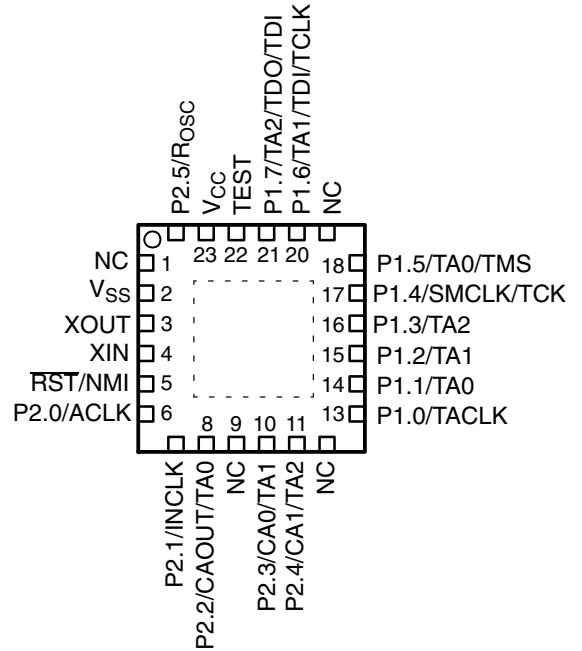 P2.5/ROSC
VCC
TEST
P1.7/TA2/TDO/TDI
P1.6/TA1/TDI/TCLK
NC
23 22 21 20
NC 1
VSS 2
XOUT 3
XIN 4
R̅S̅T̅/NMI 5
P2.0/ACLK 6
18 P1.5/TA0/TMS
17 P1.4/SMCLK/TCK
16 P1.3/TA2
15 P1.2/TA1
14 P1.1/TA0
13 P1.0/TACLK
8 9 10 11
P2.1/INCLK
P2.2/CAOUT/TA0
NC
P2.3/CA0/TA1
P2.4/CA1/TA2
NC